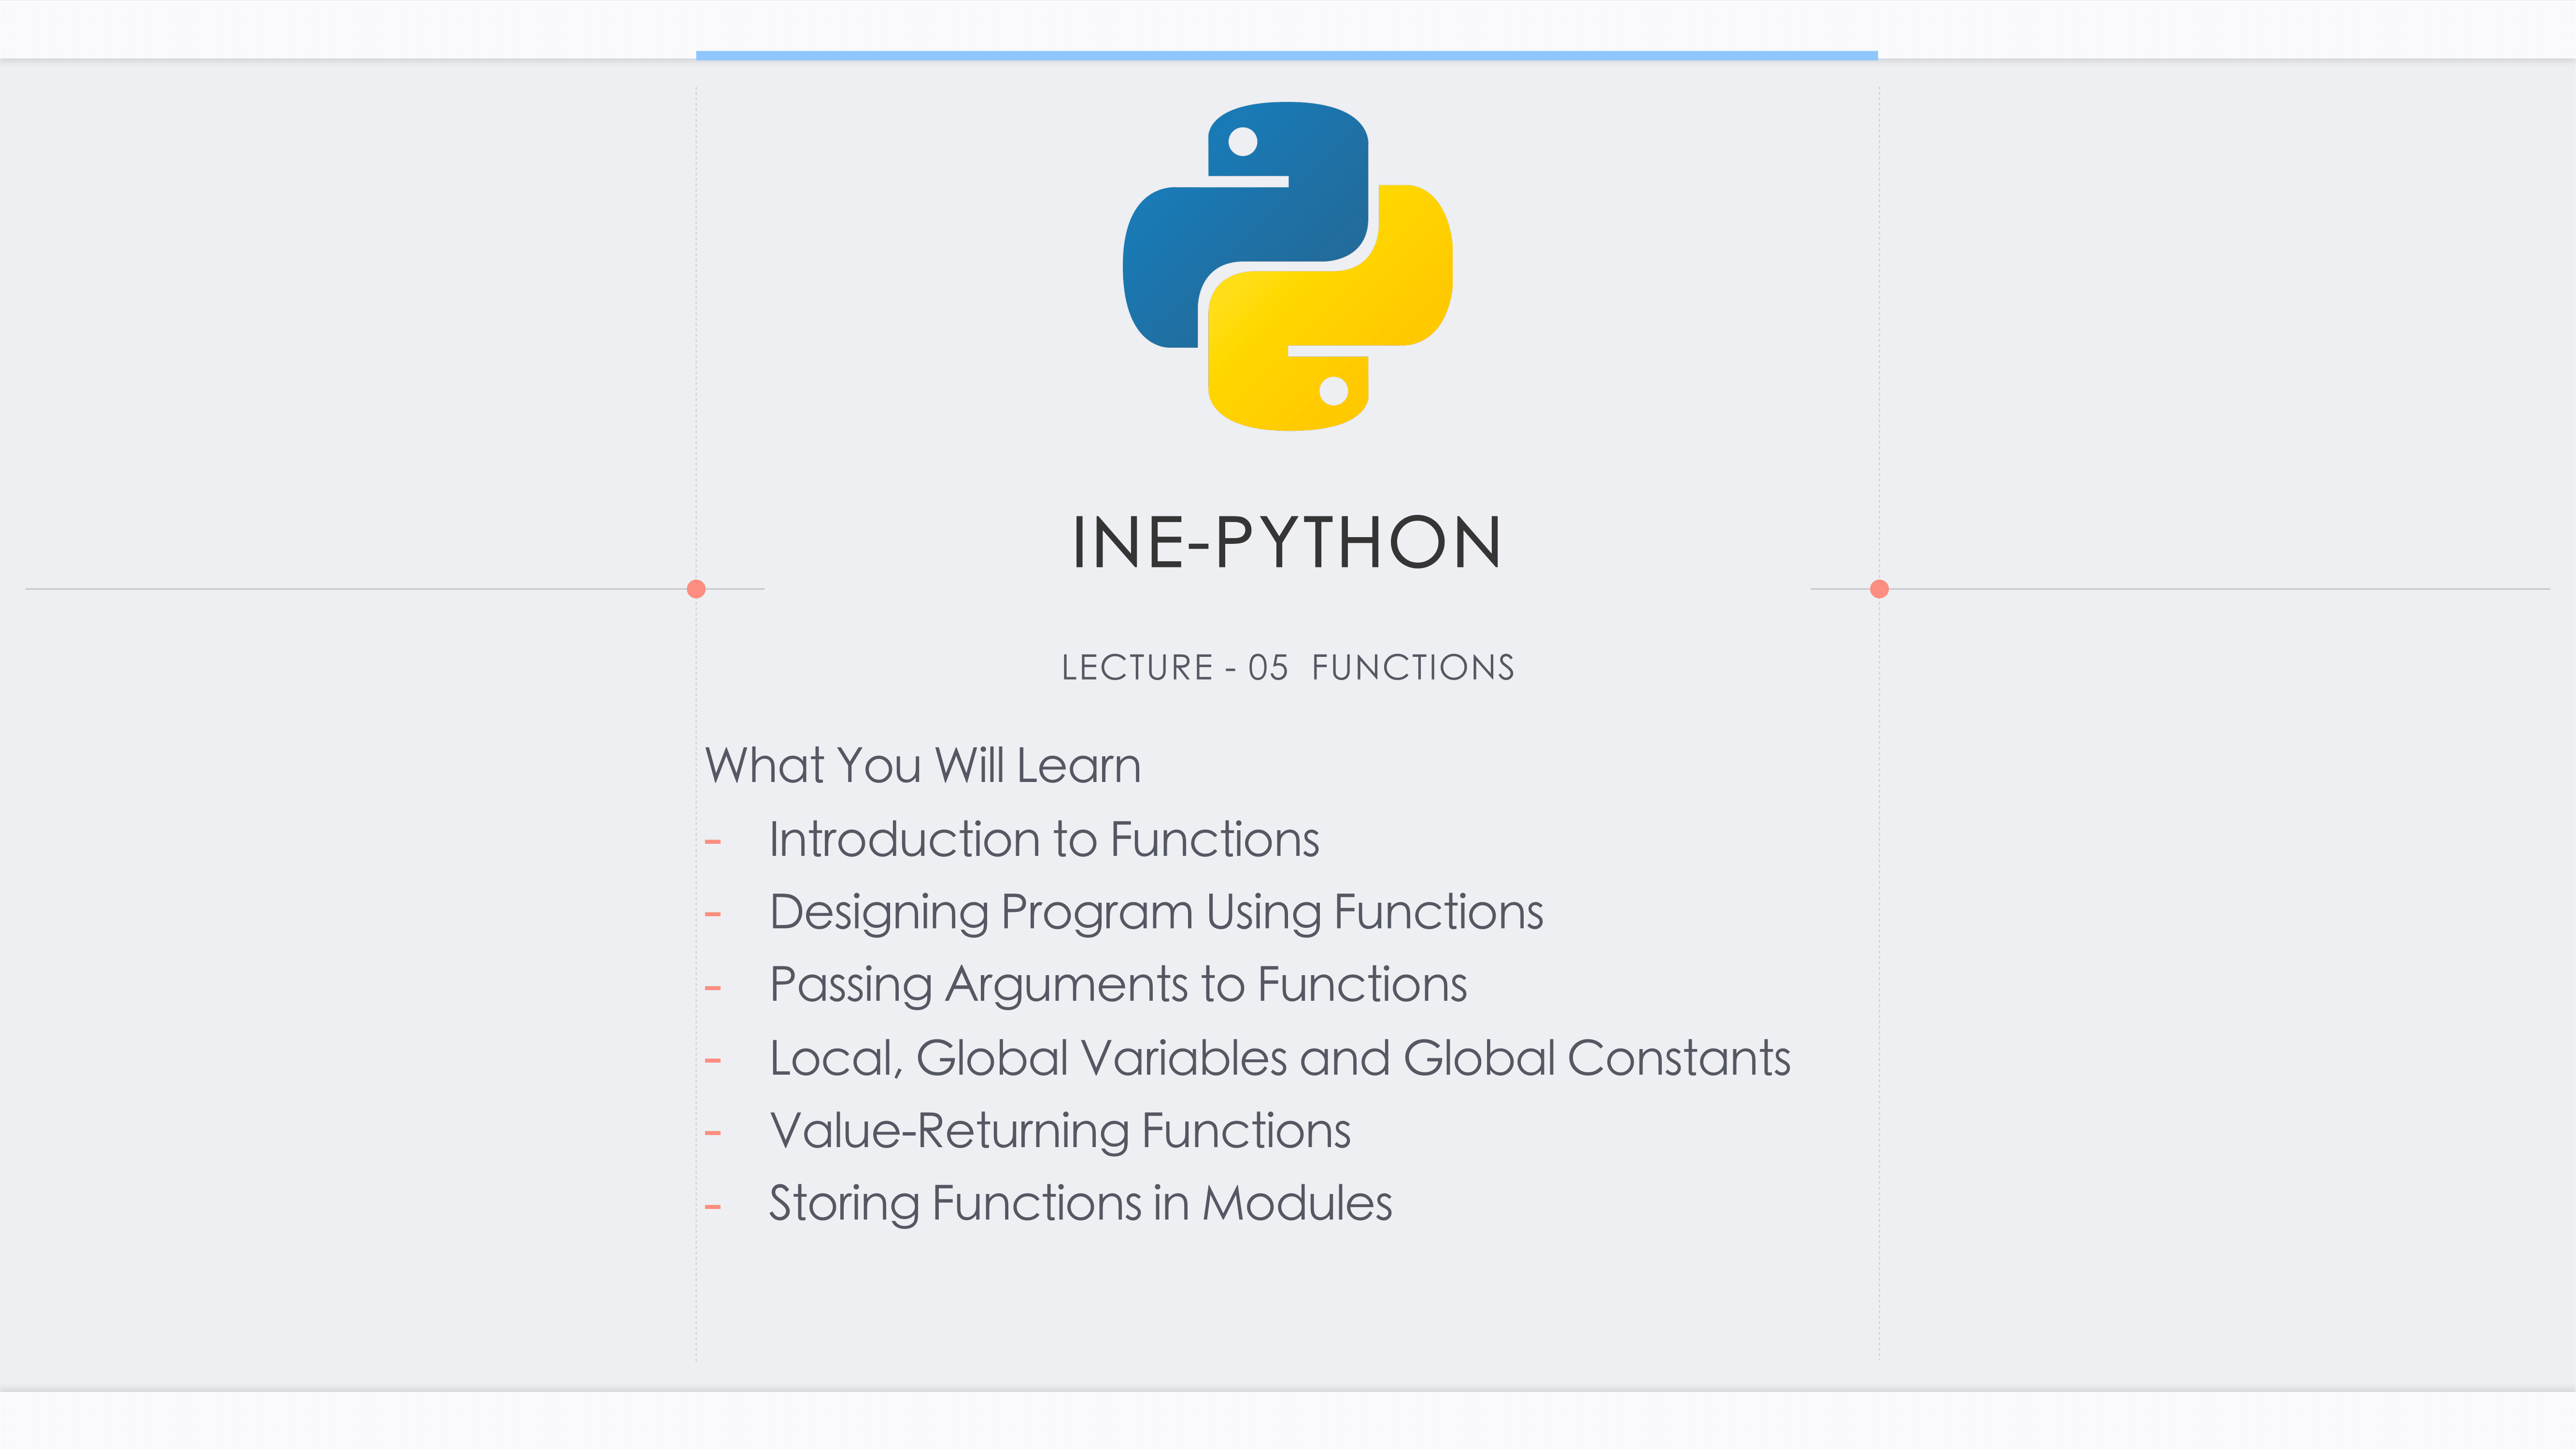 INE-PYTHON
LECTURE - 05  FUNCTIONS
What You Will Learn
- Introduction to Functions
- Designing Program Using Functions
- Passing Arguments to Functions
- Local, Global Variables and Global Constants
- Value-Returning Functions
- Storing Functions in Modules